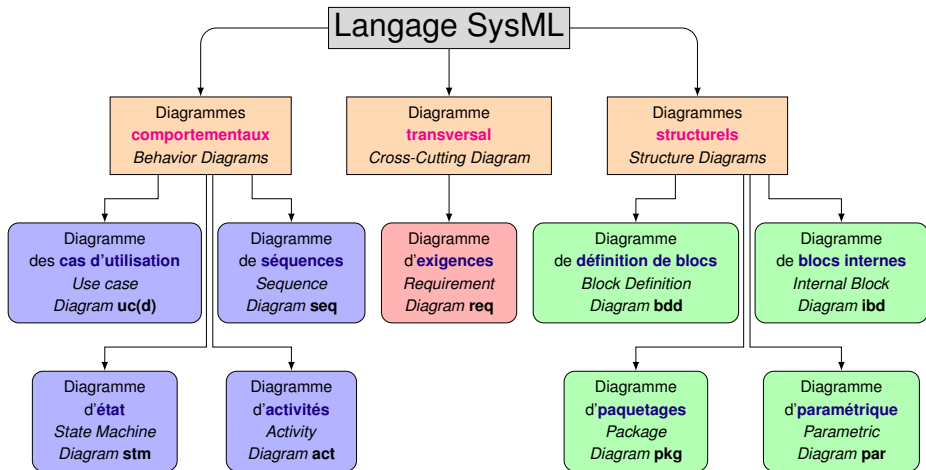 Langage SysML
Diagrammes
comportementaux
Behavior Diagrams
Diagramme
transversal
Cross-Cutting Diagram
Diagrammes
structurels
Structure Diagrams
Diagramme
des cas d'utilisation
Use case
Diagram uc(d)
Diagramme
de séquences
Sequence
Diagram seq
Diagramme
d'exigences
Requirement
Diagram req
Diagramme
de définition de blocs
Block Definition
Diagram bdd
Diagramme
de blocs internes
Internal Block
Diagram ibd
Diagramme
d'état
State Machine
Diagram stm
Diagramme
d'activités
Activity
Diagram act
Diagramme
d'paquetages
Package
Diagram pkg
Diagramme
d'paramétrique
Parametric
Diagram par